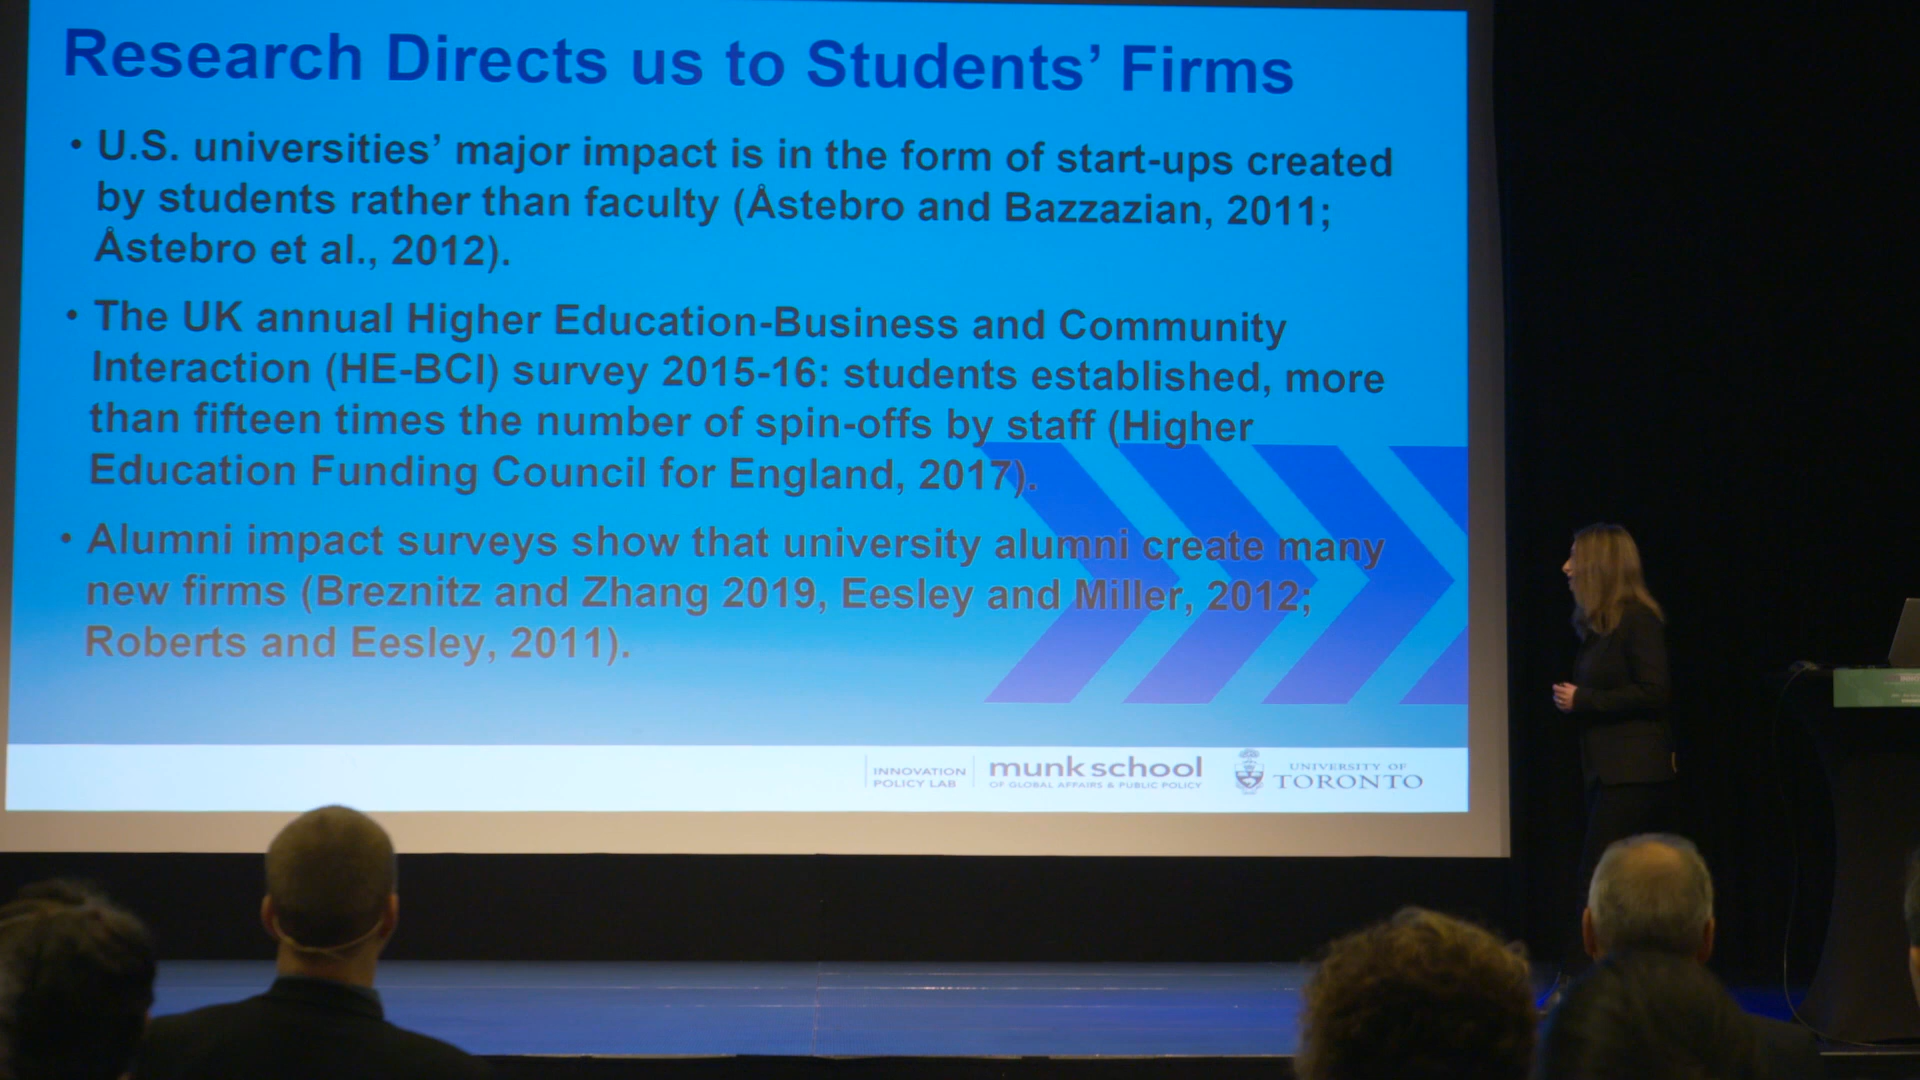 Research Directs us to Students’ Firms
• U.S. universities’ major impact is in the form of start-ups created
by students rather than faculty (Åstebro and Bazzazian, 2011;
Åstebro et al., 2012).
• The UK annual Higher Education-Business and Community
Interaction (HE-BCI) survey 2015-16: students established, more
than fifteen times the number of spin-offs by staff (Higher
Education Funding Council for England, 2017).
• Alumni impact surveys show that university alumni create many
new firms (Breznitz and Zhang 2019, Eesley and Miller, 2012;
Roberts and Eesley, 2011).
INNOVATION
POLICY LAB
munk school
OF GLOBAL AFFAIRS & PUBLIC POLICY
UNIVERSITY OF
TORONTO